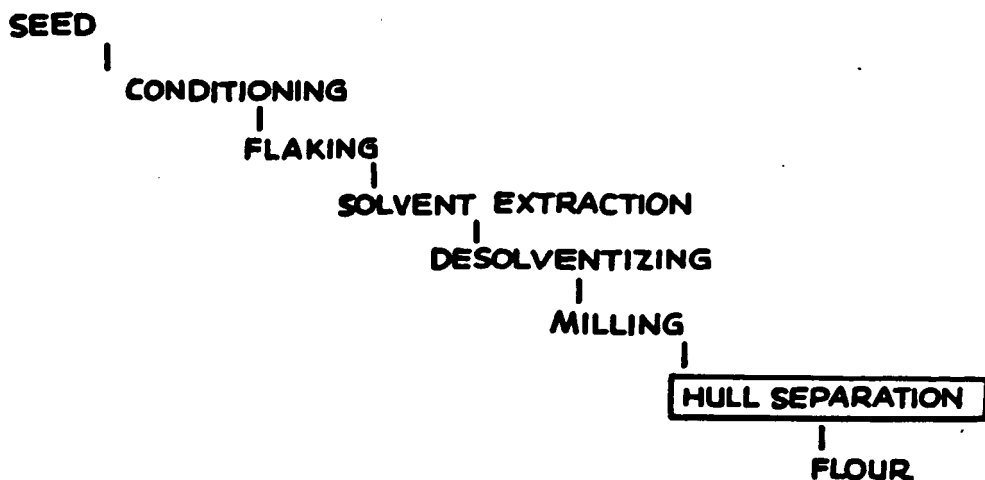 SEED
CONDITIONING
FLAKING
SOLVENT EXTRACTION
DESOLVENTIZING
MILLING
HULL SEPARATION
FLOUR